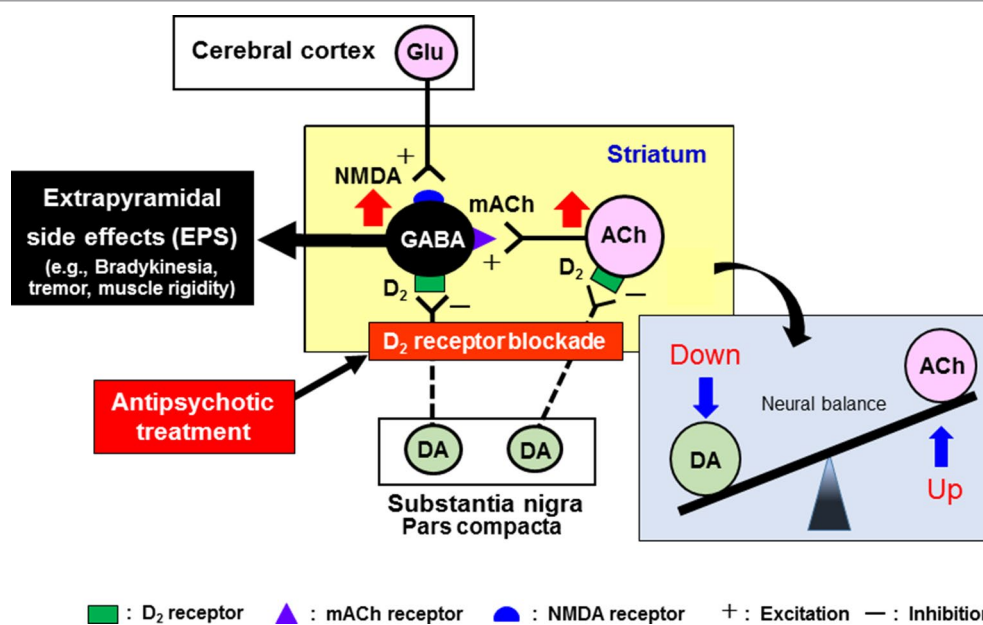 Cerebral cortex
Glu
Striatum
NMDA
+
mACh
GABA
ACh
+
D₂
−
D₂
−
Extrapyramidal
side effects (EPS)
(e.g., Bradykinesia,
tremor, muscle rigidity)
D₂ receptor blockade
Antipsychotic
treatment
DA
DA
Substantia nigra
Pars compacta
Down
ACh
Neural balance
DA
Up
: D₂ receptor : mACh receptor : NMDA receptor + : Excitation − : Inhibition